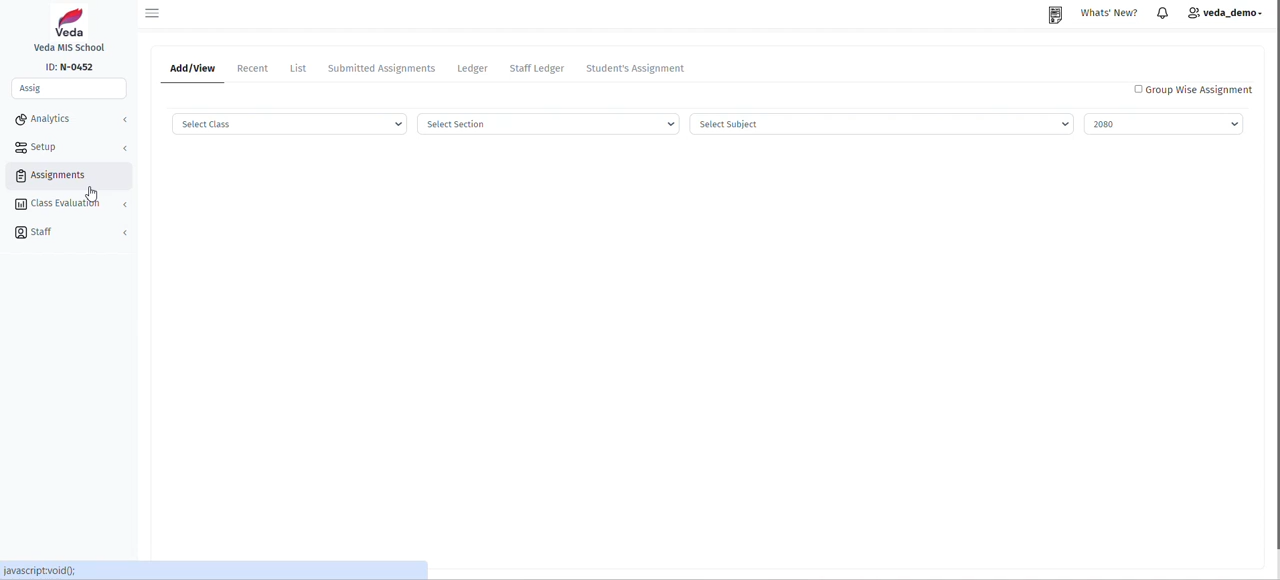 Veda
Veda MIS School
ID: N-0452
Assig
Analytics
Setup
Assignments
Class Evaluation
Staff
Whats' New?
veda_demo
Add/View
Recent
List
Submitted Assignments
Ledger
Staff Ledger
Student's Assignment
Group Wise Assignment
Select Class
Select Section
Select Subject
2080
javascript:void();